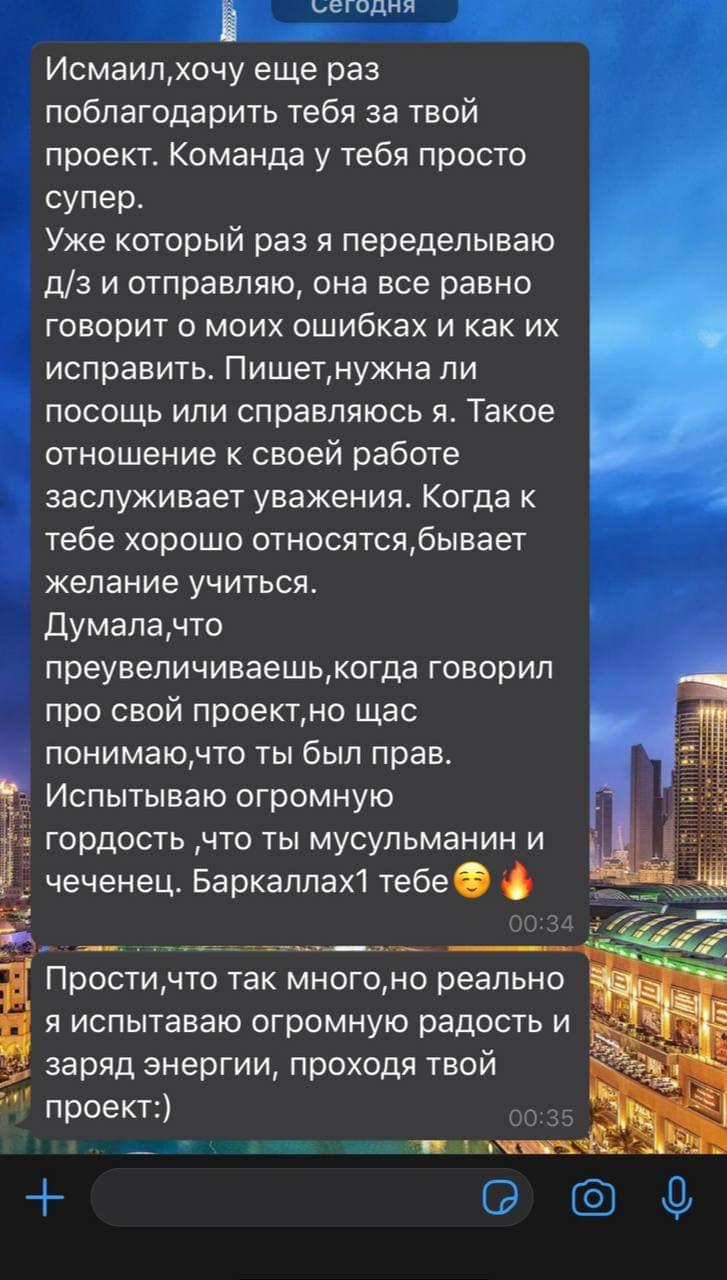 Сегодня
Исмаил,хочу еще раз
поблагодарить тебя за твой
проект. Команда у тебя просто
супер.
Уже который раз я переделываю
д/з и отправляю, она все равно
говорит о моих ошибках и как их
исправить. Пишет,нужна ли
посощь или справляюсь я. Такое
отношение к своей работе
заслуживает уважения. Когда к
тебе хорошо относятся,бывает
желание учиться.
Думала,что
преувеличиваешь,когда говорил
про свой проект,но щас
понимаю,что ты был прав.
Испытываю огромную
гордость ,что ты мусульманин и
чеченец. Баркаллах1 тебе☺️🔥
00:34
Прости,что так много,но реально
я испытаваю огромную радость и
заряд энергии, проходя твой
проект:)
00:35